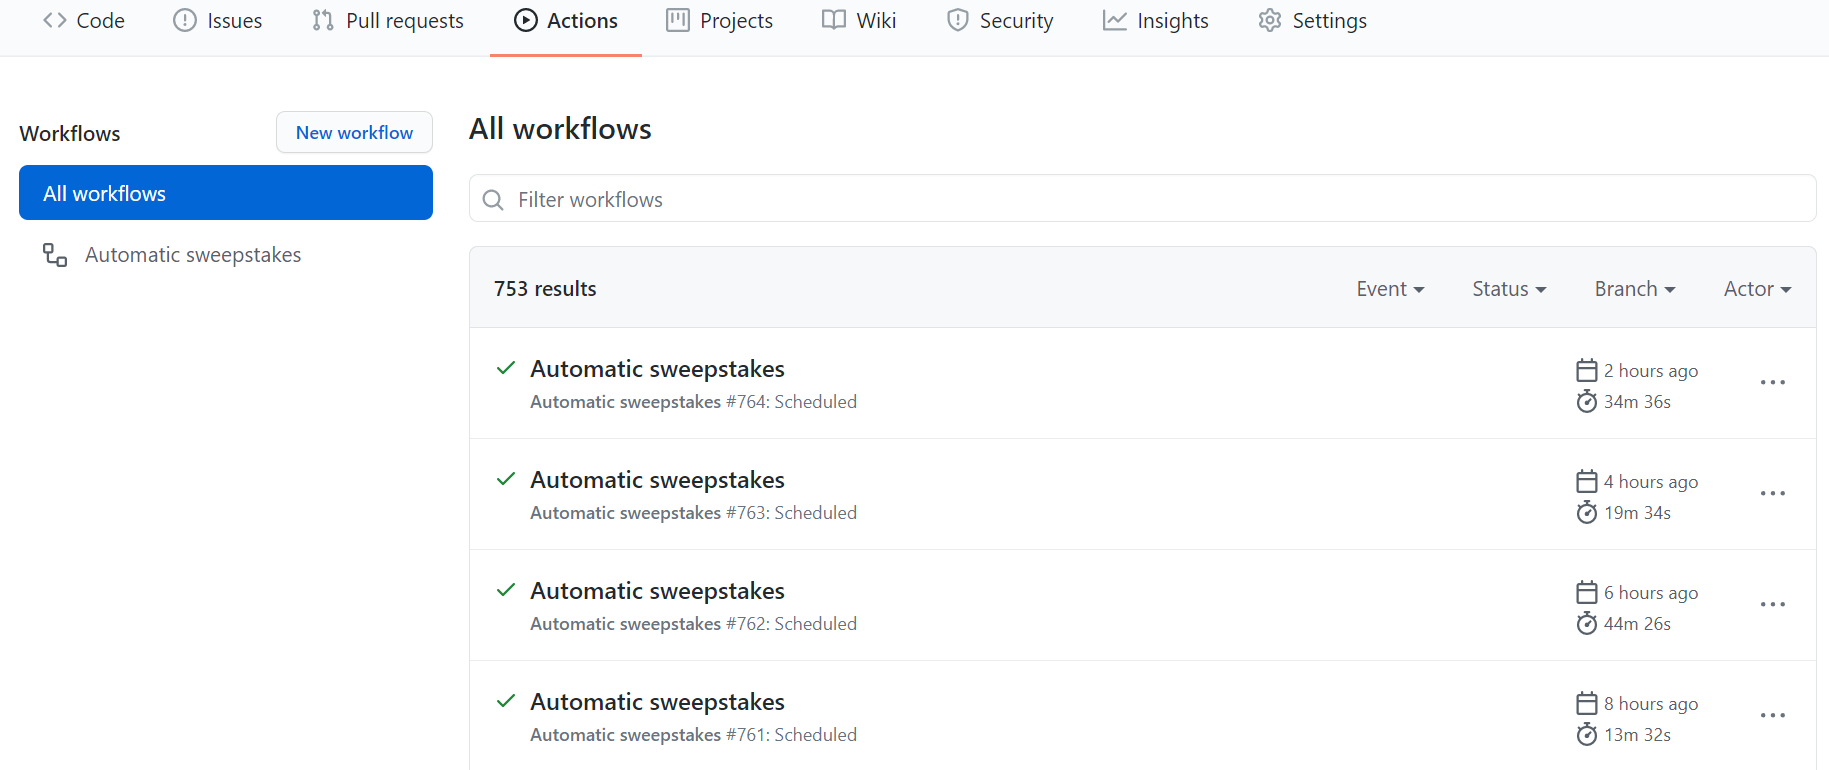 Code Issues Pull requests Actions Projects Wiki Security Insights Settings
Workflows
New workflow
All workflows
Automatic sweepstakes
All workflows
Filter workflows
753 results Event Status Branch Actor
Automatic sweepstakes
2 hours ago
Automatic sweepstakes #764: Scheduled
34m 36s
Automatic sweepstakes
4 hours ago
Automatic sweepstakes #763: Scheduled
19m 34s
Automatic sweepstakes
6 hours ago
Automatic sweepstakes #762: Scheduled
44m 26s
Automatic sweepstakes
8 hours ago
Automatic sweepstakes #761: Scheduled
13m 32s